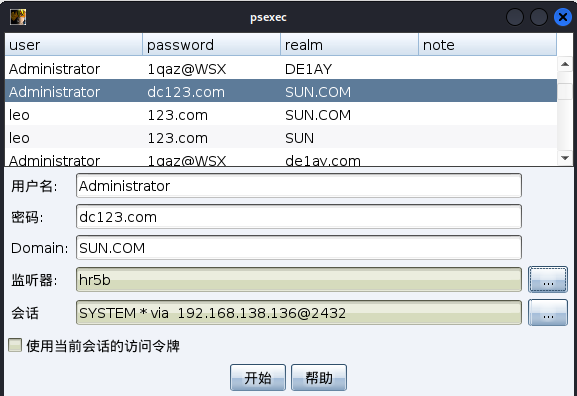 psexec
user password realm note
Administrator 1qaz@WSX DE1AY
Administrator dc123.com SUN.COM
leo 123.com SUN.COM
leo 123.com SUN
Administrator 1qaz@WSX de1ay.com
用户名: Administrator
密码: dc123.com
Domain: SUN.COM
监听器: hr5b ...
会话 SYSTEM * via 192.168.138.136@2432 ...
使用当前会话的访问令牌
开始 帮助